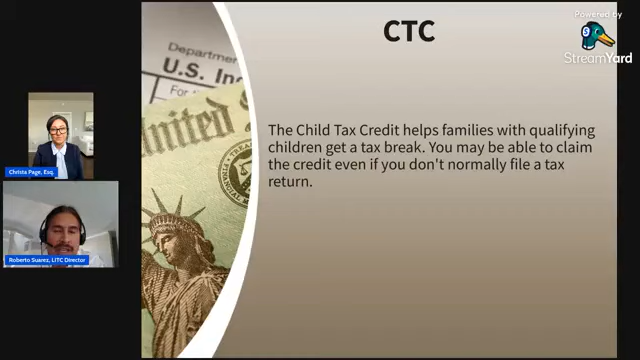 CTC
Powered by
StreamYard
Departmen
U.S. In
For
United
The Child Tax Credit helps families with qualifying
children get a tax break. You may be able to claim
the credit even if you don't normally file a tax
return.
Christa Page, Esq.
Roberto Suarez, LITC Director